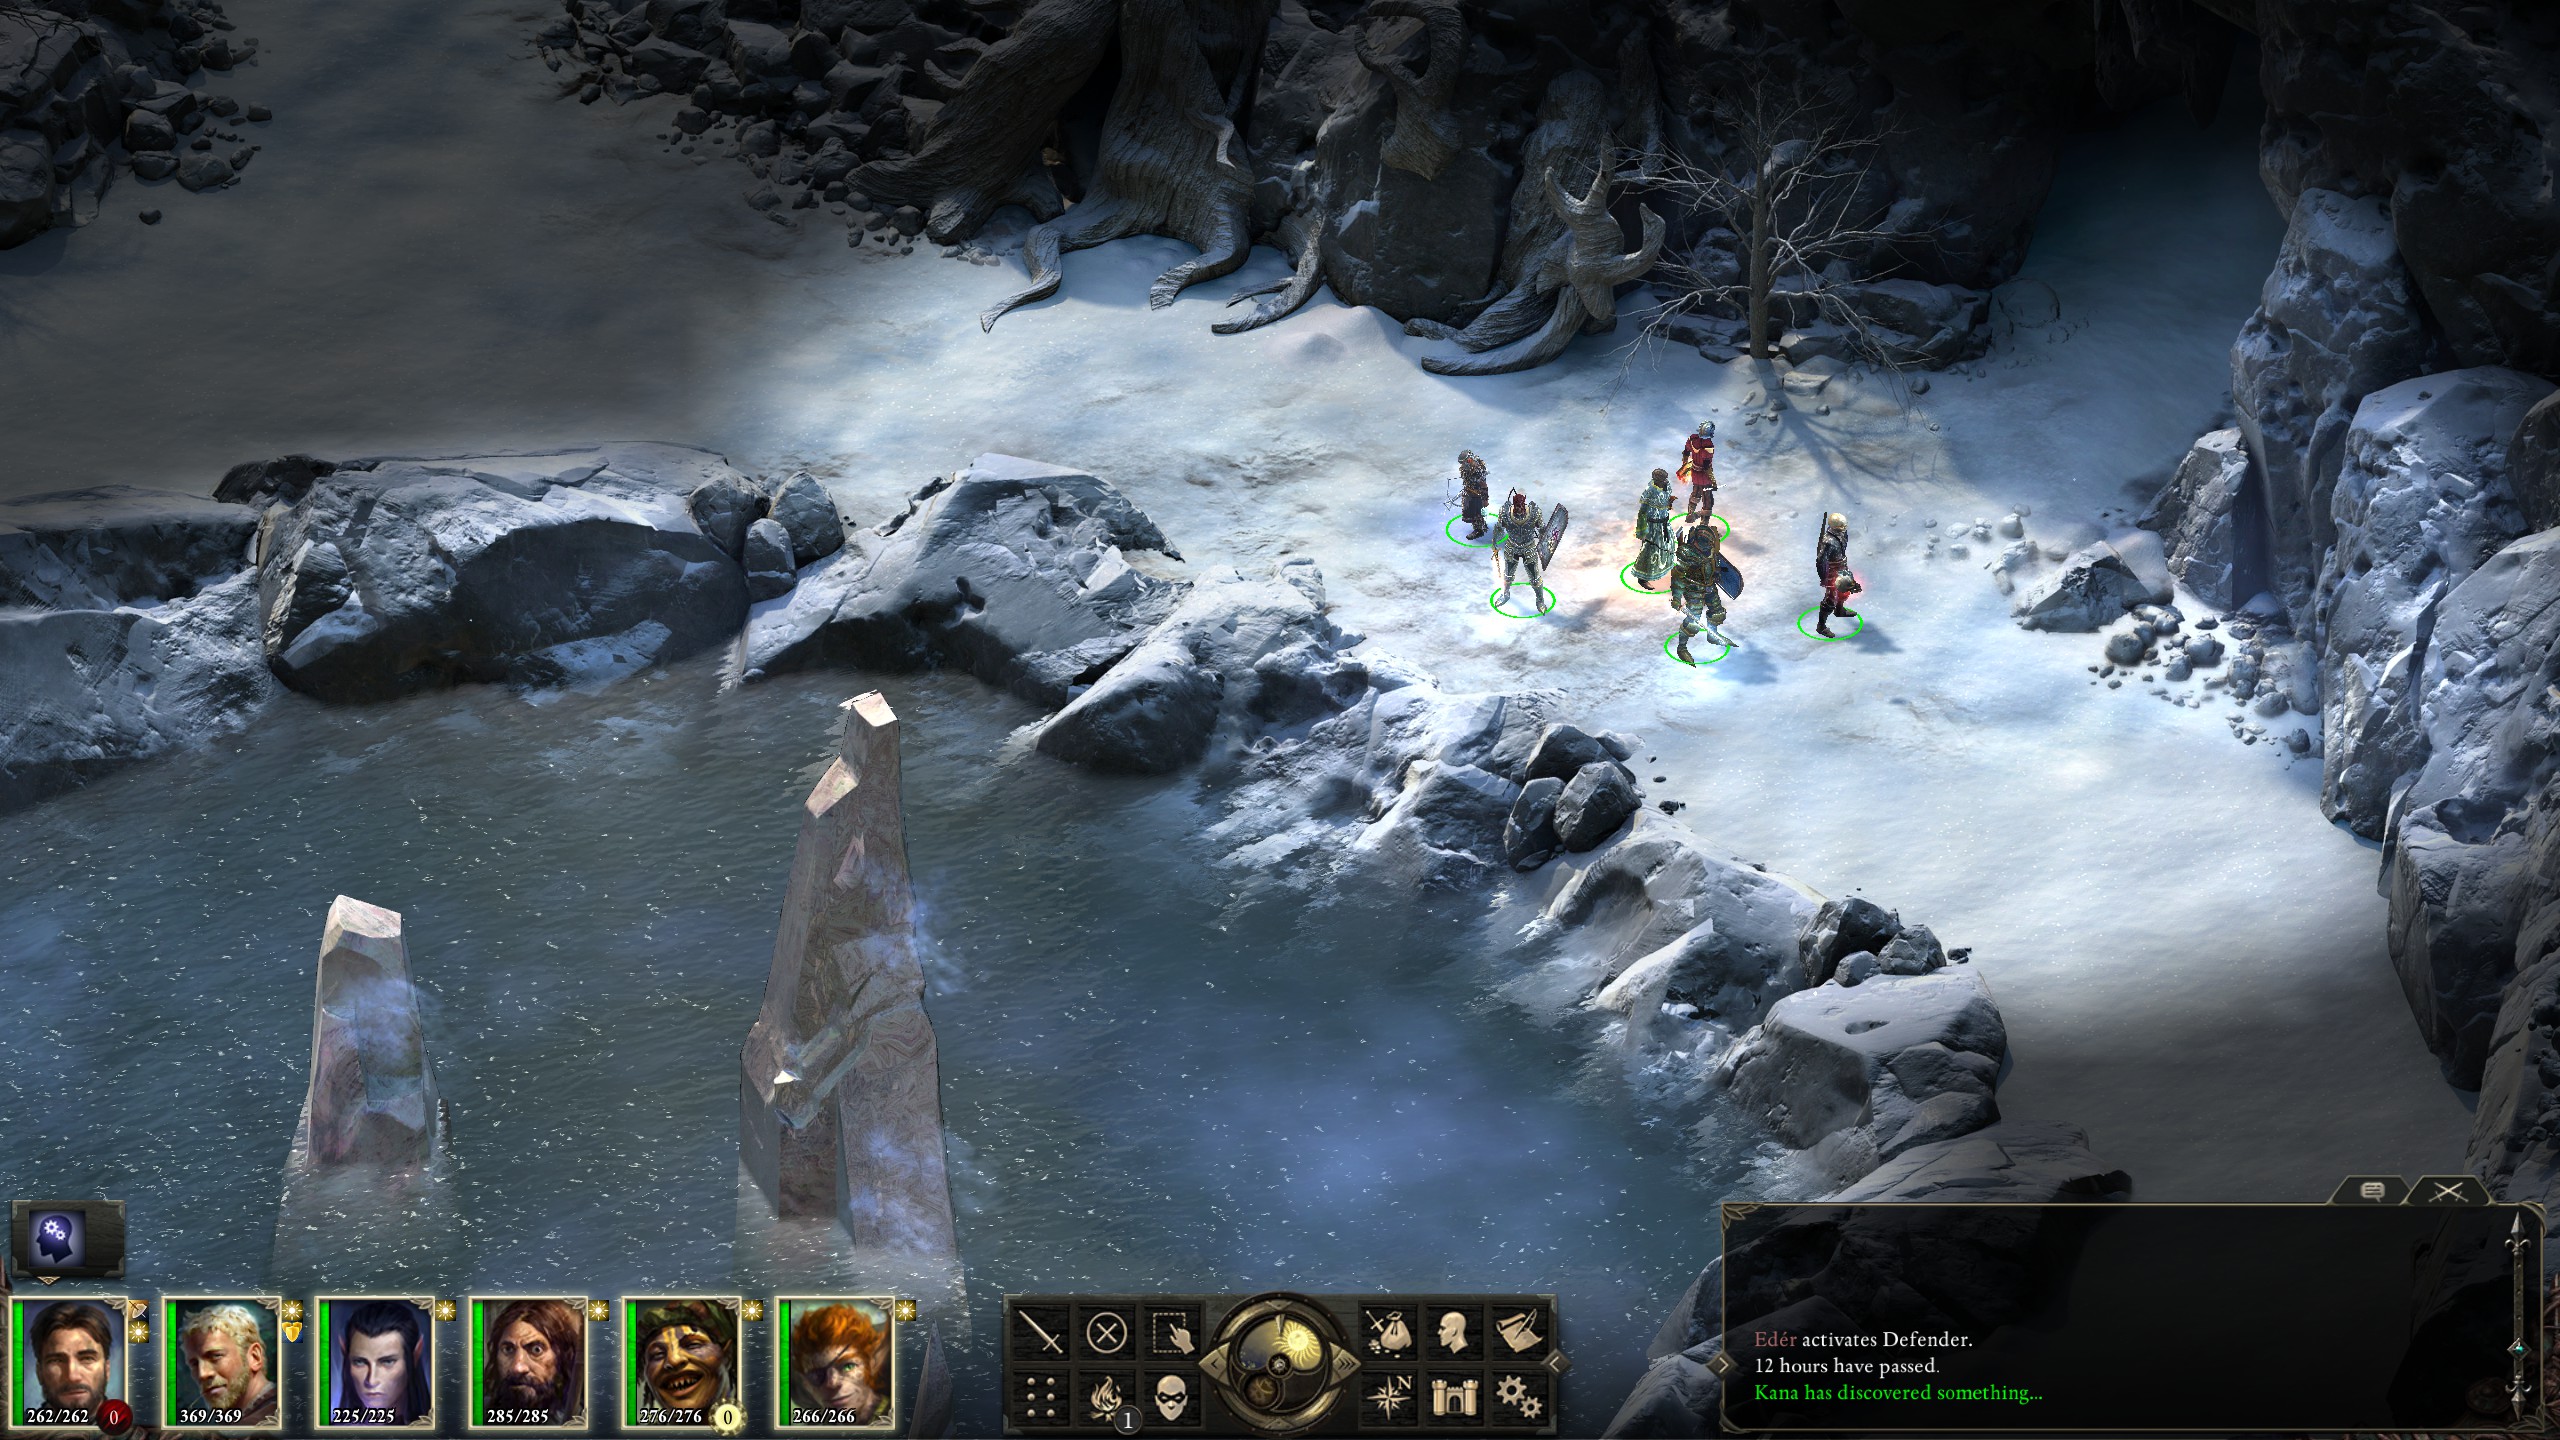 Edér activates Defender.
12 hours have passed.
Kana has discovered something...
262/262 0
369/369
225/225
285/285
276/276 0
266/266
1
N